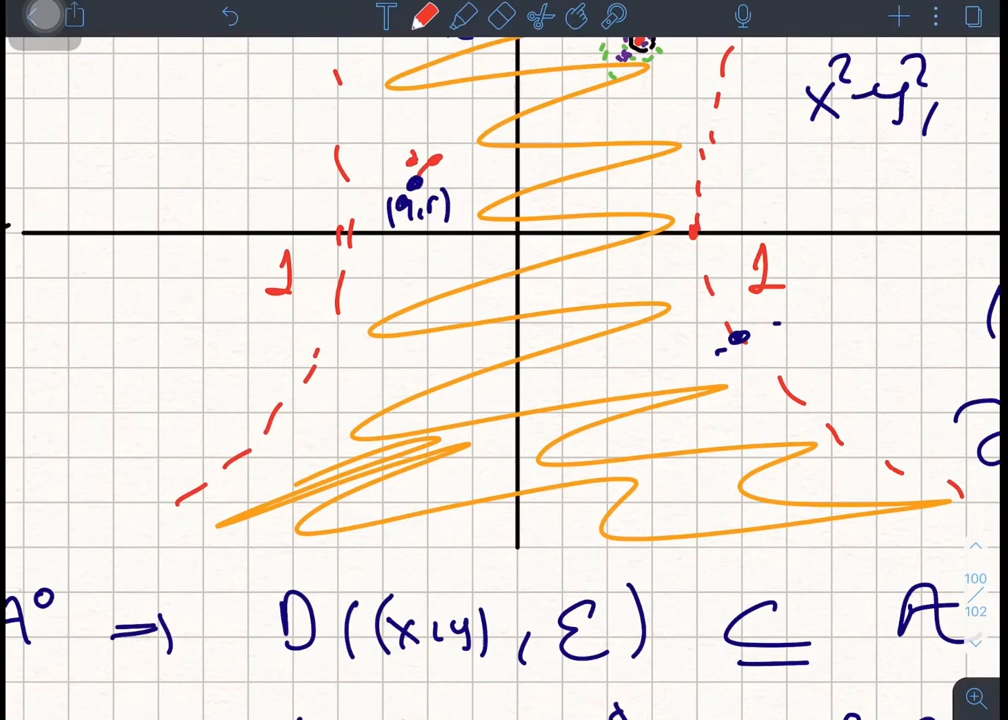 x²-y²,
(q,r)
1 1
A° ⇒ D((x,y), ε) ⊆ A
100
102